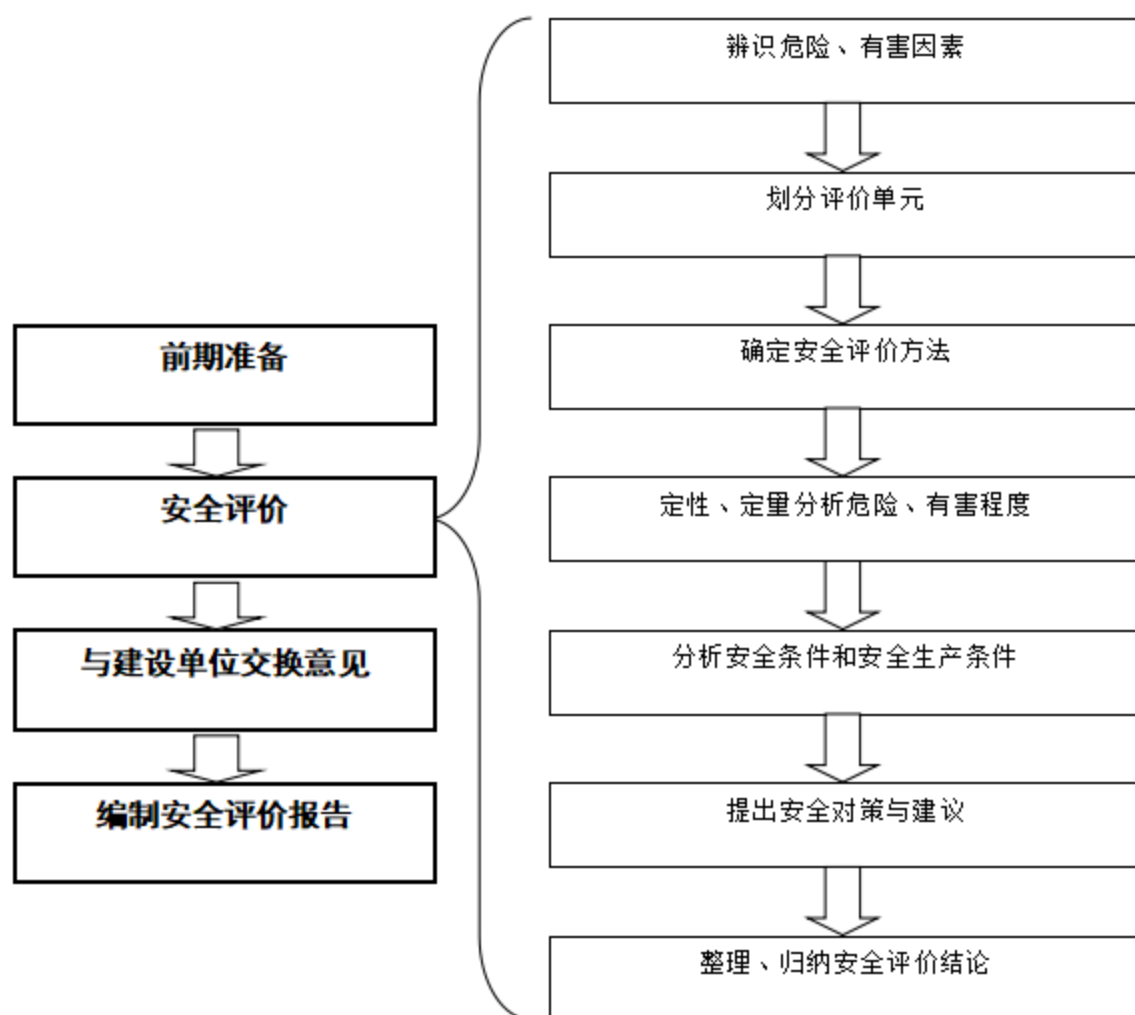 前期准备
安全评价
与建设单位交换意见
编制安全评价报告
辨识危险、有害因素
划分评价单元
确定安全评价方法
定性、定量分析危险、有害程度
分析安全条件和安全生产条件
提出安全对策与建议
整理、归纳安全评价结论